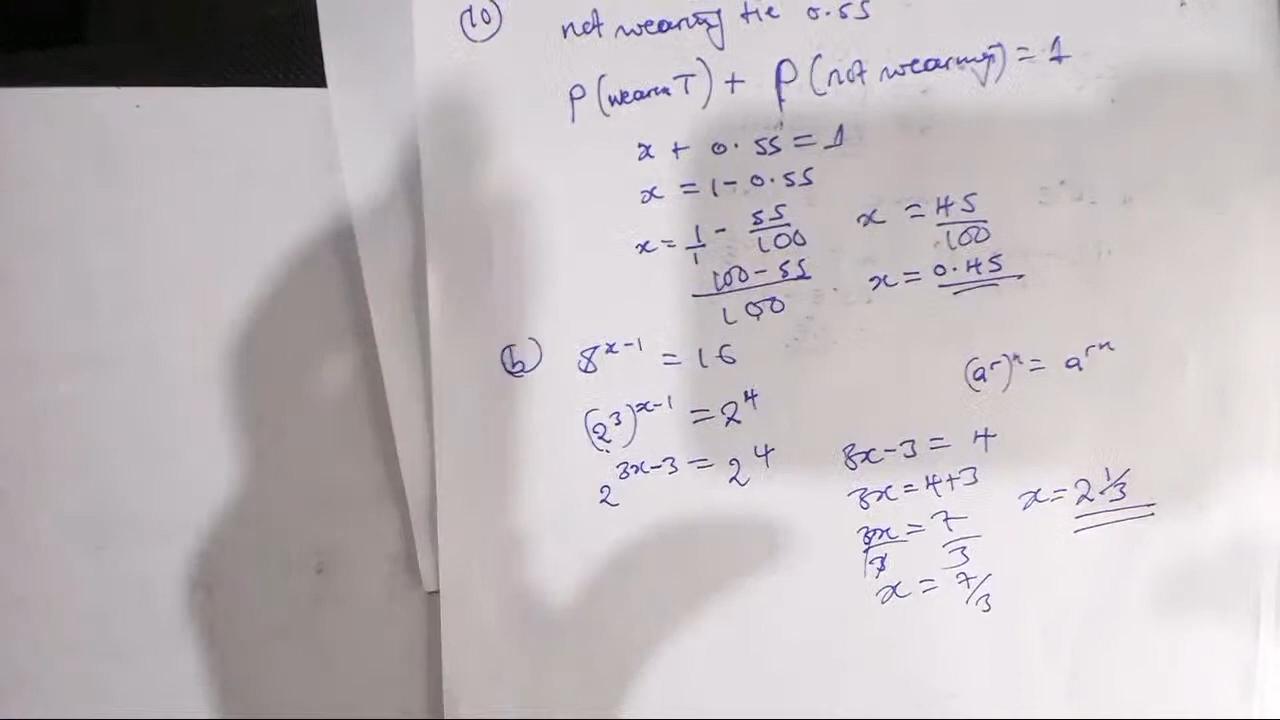 (10) not wearing tie 0.55
P(wearin T) + P(not wearing) = 1
x + 0.55 = 1
x = 1 - 0.55
x = 1/1 - 55/100
(100 - 55)/100
x = 45/100
x = 0.45
(b) 8^(x-1) = 16
(a^r)^n = a^(rn)
(2^3)^(x-1) = 2^4
2^(3x-3) = 2^4
3x - 3 = 4
3x = 4 + 3
3x/3 = 7/3
x = 7/3
x = 2 1/3